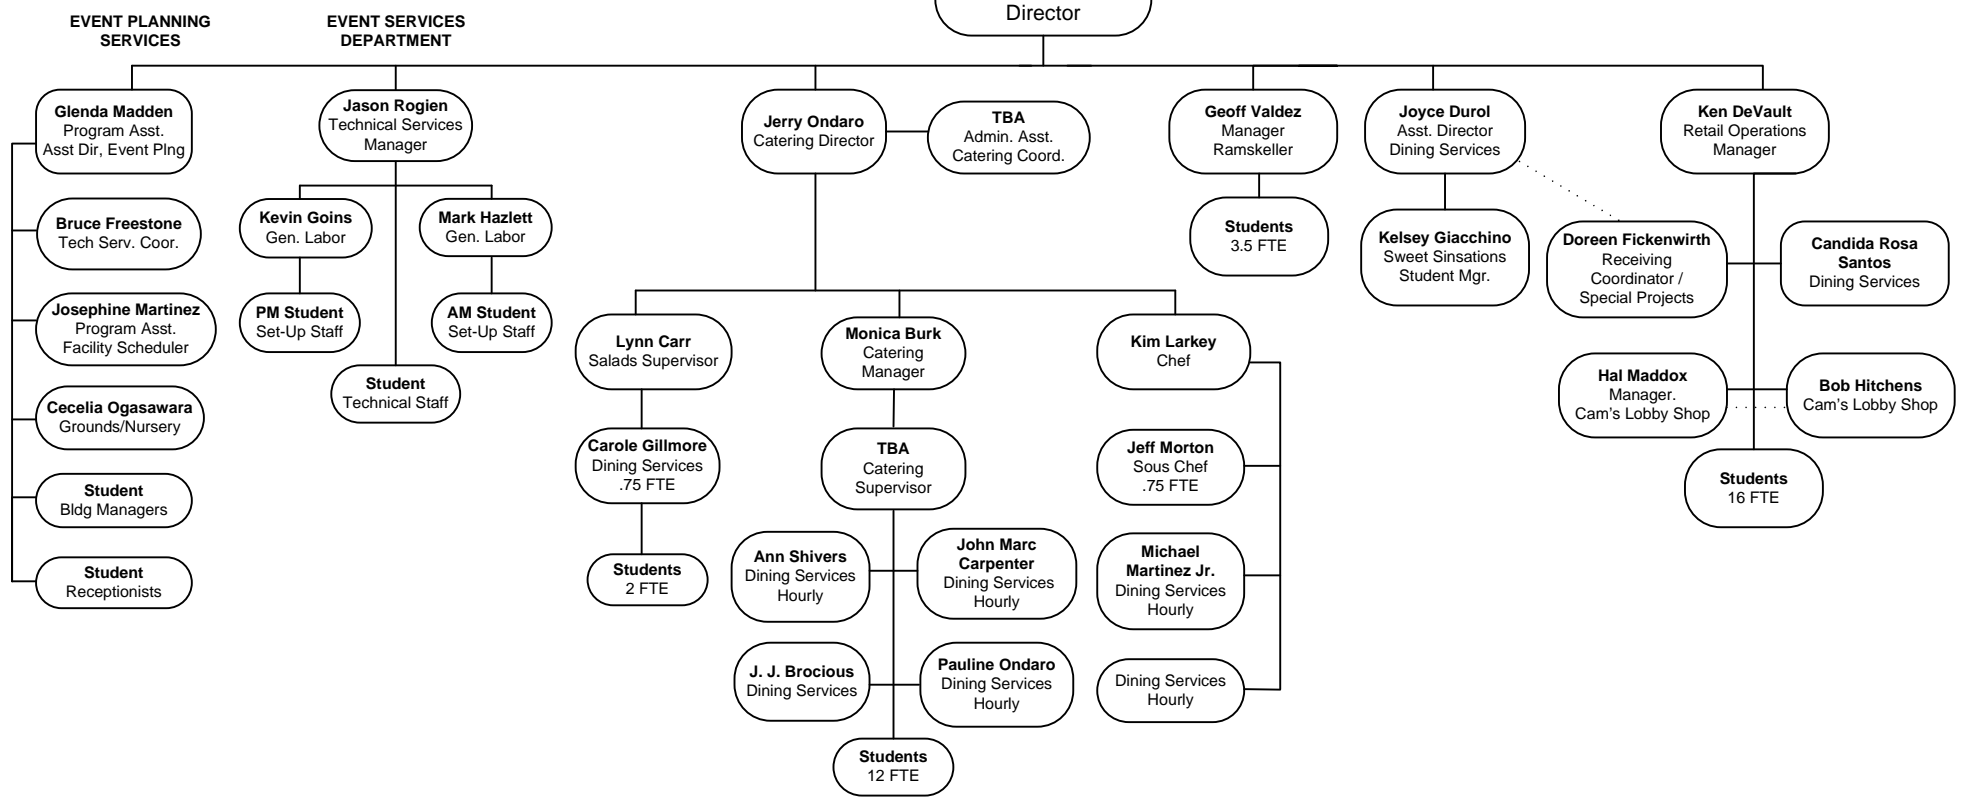 Director
EVENT PLANNING
SERVICES
EVENT SERVICES
DEPARTMENT
Glenda Madden
Program Asst.
Asst Dir, Event Plng
Jason Rogien
Technical Services
Manager
Jerry Ondaro
Catering Director
TBA
Admin. Asst.
Catering Coord.
Geoff Valdez
Manager
Ramskeller
Joyce Durol
Asst. Director
Dining Services
Ken DeVault
Retail Operations
Manager
Bruce Freestone
Tech Serv. Coor.
Kevin Goins
Gen. Labor
Mark Hazlett
Gen. Labor
Students
3.5 FTE
Kelsey Giacchino
Sweet Sinsations
Student Mgr.
Doreen Fickenwirth
Receiving
Coordinator /
Special Projects
Candida Rosa
Santos
Dining Services
Josephine Martinez
Program Asst.
Facility Scheduler
PM Student
Set-Up Staff
AM Student
Set-Up Staff
Lynn Carr
Salads Supervisor
Monica Burk
Catering
Manager
Kim Larkey
Chef
Student
Technical Staff
Hal Maddox
Manager.
Cam's Lobby Shop
Bob Hitchens
Cam's Lobby Shop
Cecelia Ogasawara
Grounds/Nursery
Carole Gillmore
Dining Services
.75 FTE
TBA
Catering
Supervisor
Jeff Morton
Sous Chef
.75 FTE
Students
16 FTE
Student
Bldg Managers
Student
Receptionists
Students
2 FTE
Ann Shivers
Dining Services
Hourly
John Marc
Carpenter
Dining Services
Hourly
Michael
Martinez Jr.
Dining Services
Hourly
J. J. Brocious
Dining Services
Pauline Ondaro
Dining Services
Hourly
Dining Services
Hourly
Students
12 FTE